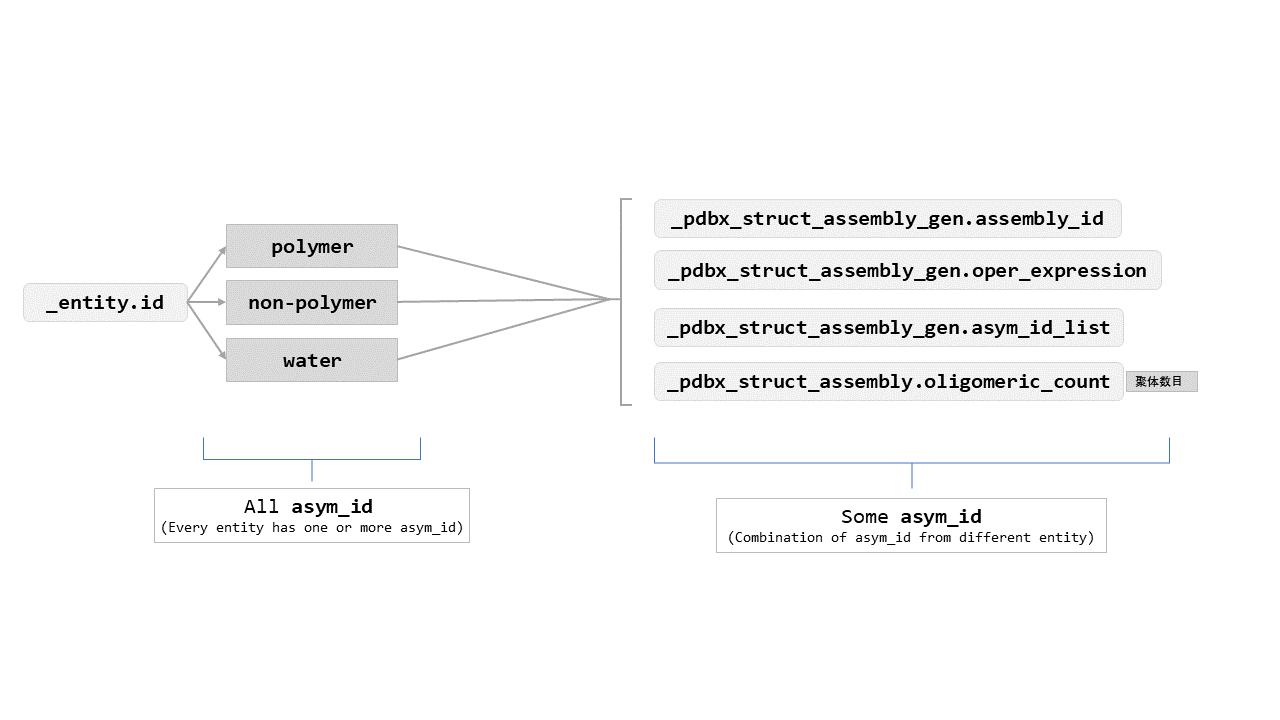 _entity.id
polymer
non-polymer
water
_pdbx_struct_assembly_gen.assembly_id
_pdbx_struct_assembly_gen.oper_expression
_pdbx_struct_assembly_gen.asym_id_list
_pdbx_struct_assembly.oligomeric_count
聚体数目
All asym_id
(Every entity has one or more asym_id)
Some asym_id
(Combination of asym_id from different entity)